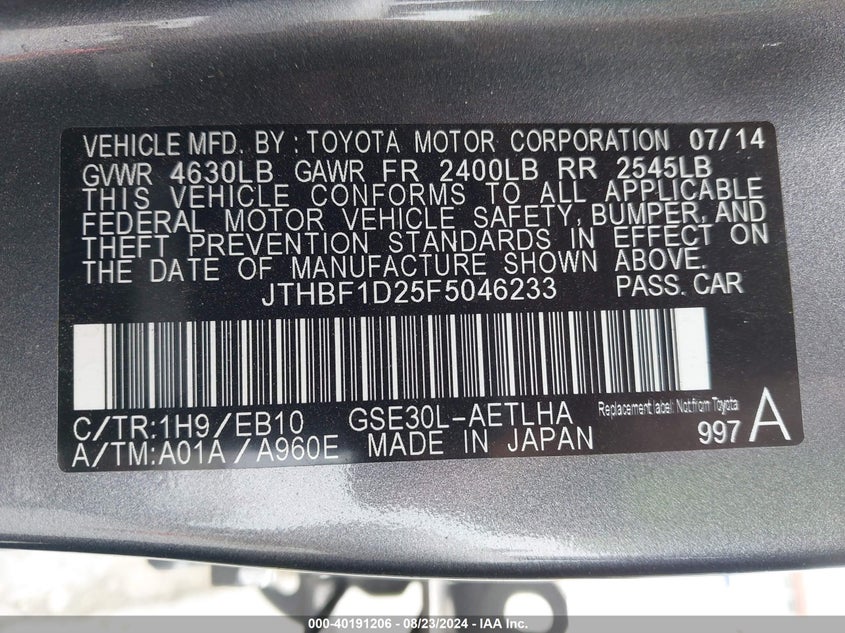 VEHICLE MFD. BY : TOYOTA MOTOR CORPORATION 07/14
GVWR 4630LB GAWR FR 2400LB RR 2545LB
THIS VEHICLE CONFORMS TO ALL APPLICABLE
FEDERAL MOTOR VEHICLE SAFETY, BUMPER, AND
THEFT PREVENTION STANDARDS IN EFFECT ON
THE DATE OF MANUFACTURE SHOWN ABOVE.
JTHBF1D25F5046233 PASS. CAR
C/TR:1H9/EB10 GSE30L-AETLHA Replacement label: Not from Toyota
A/TM:A01A/A960E MADE IN JAPAN 997 A
000-40191206 - 08/23/2024 - IAA Inc.